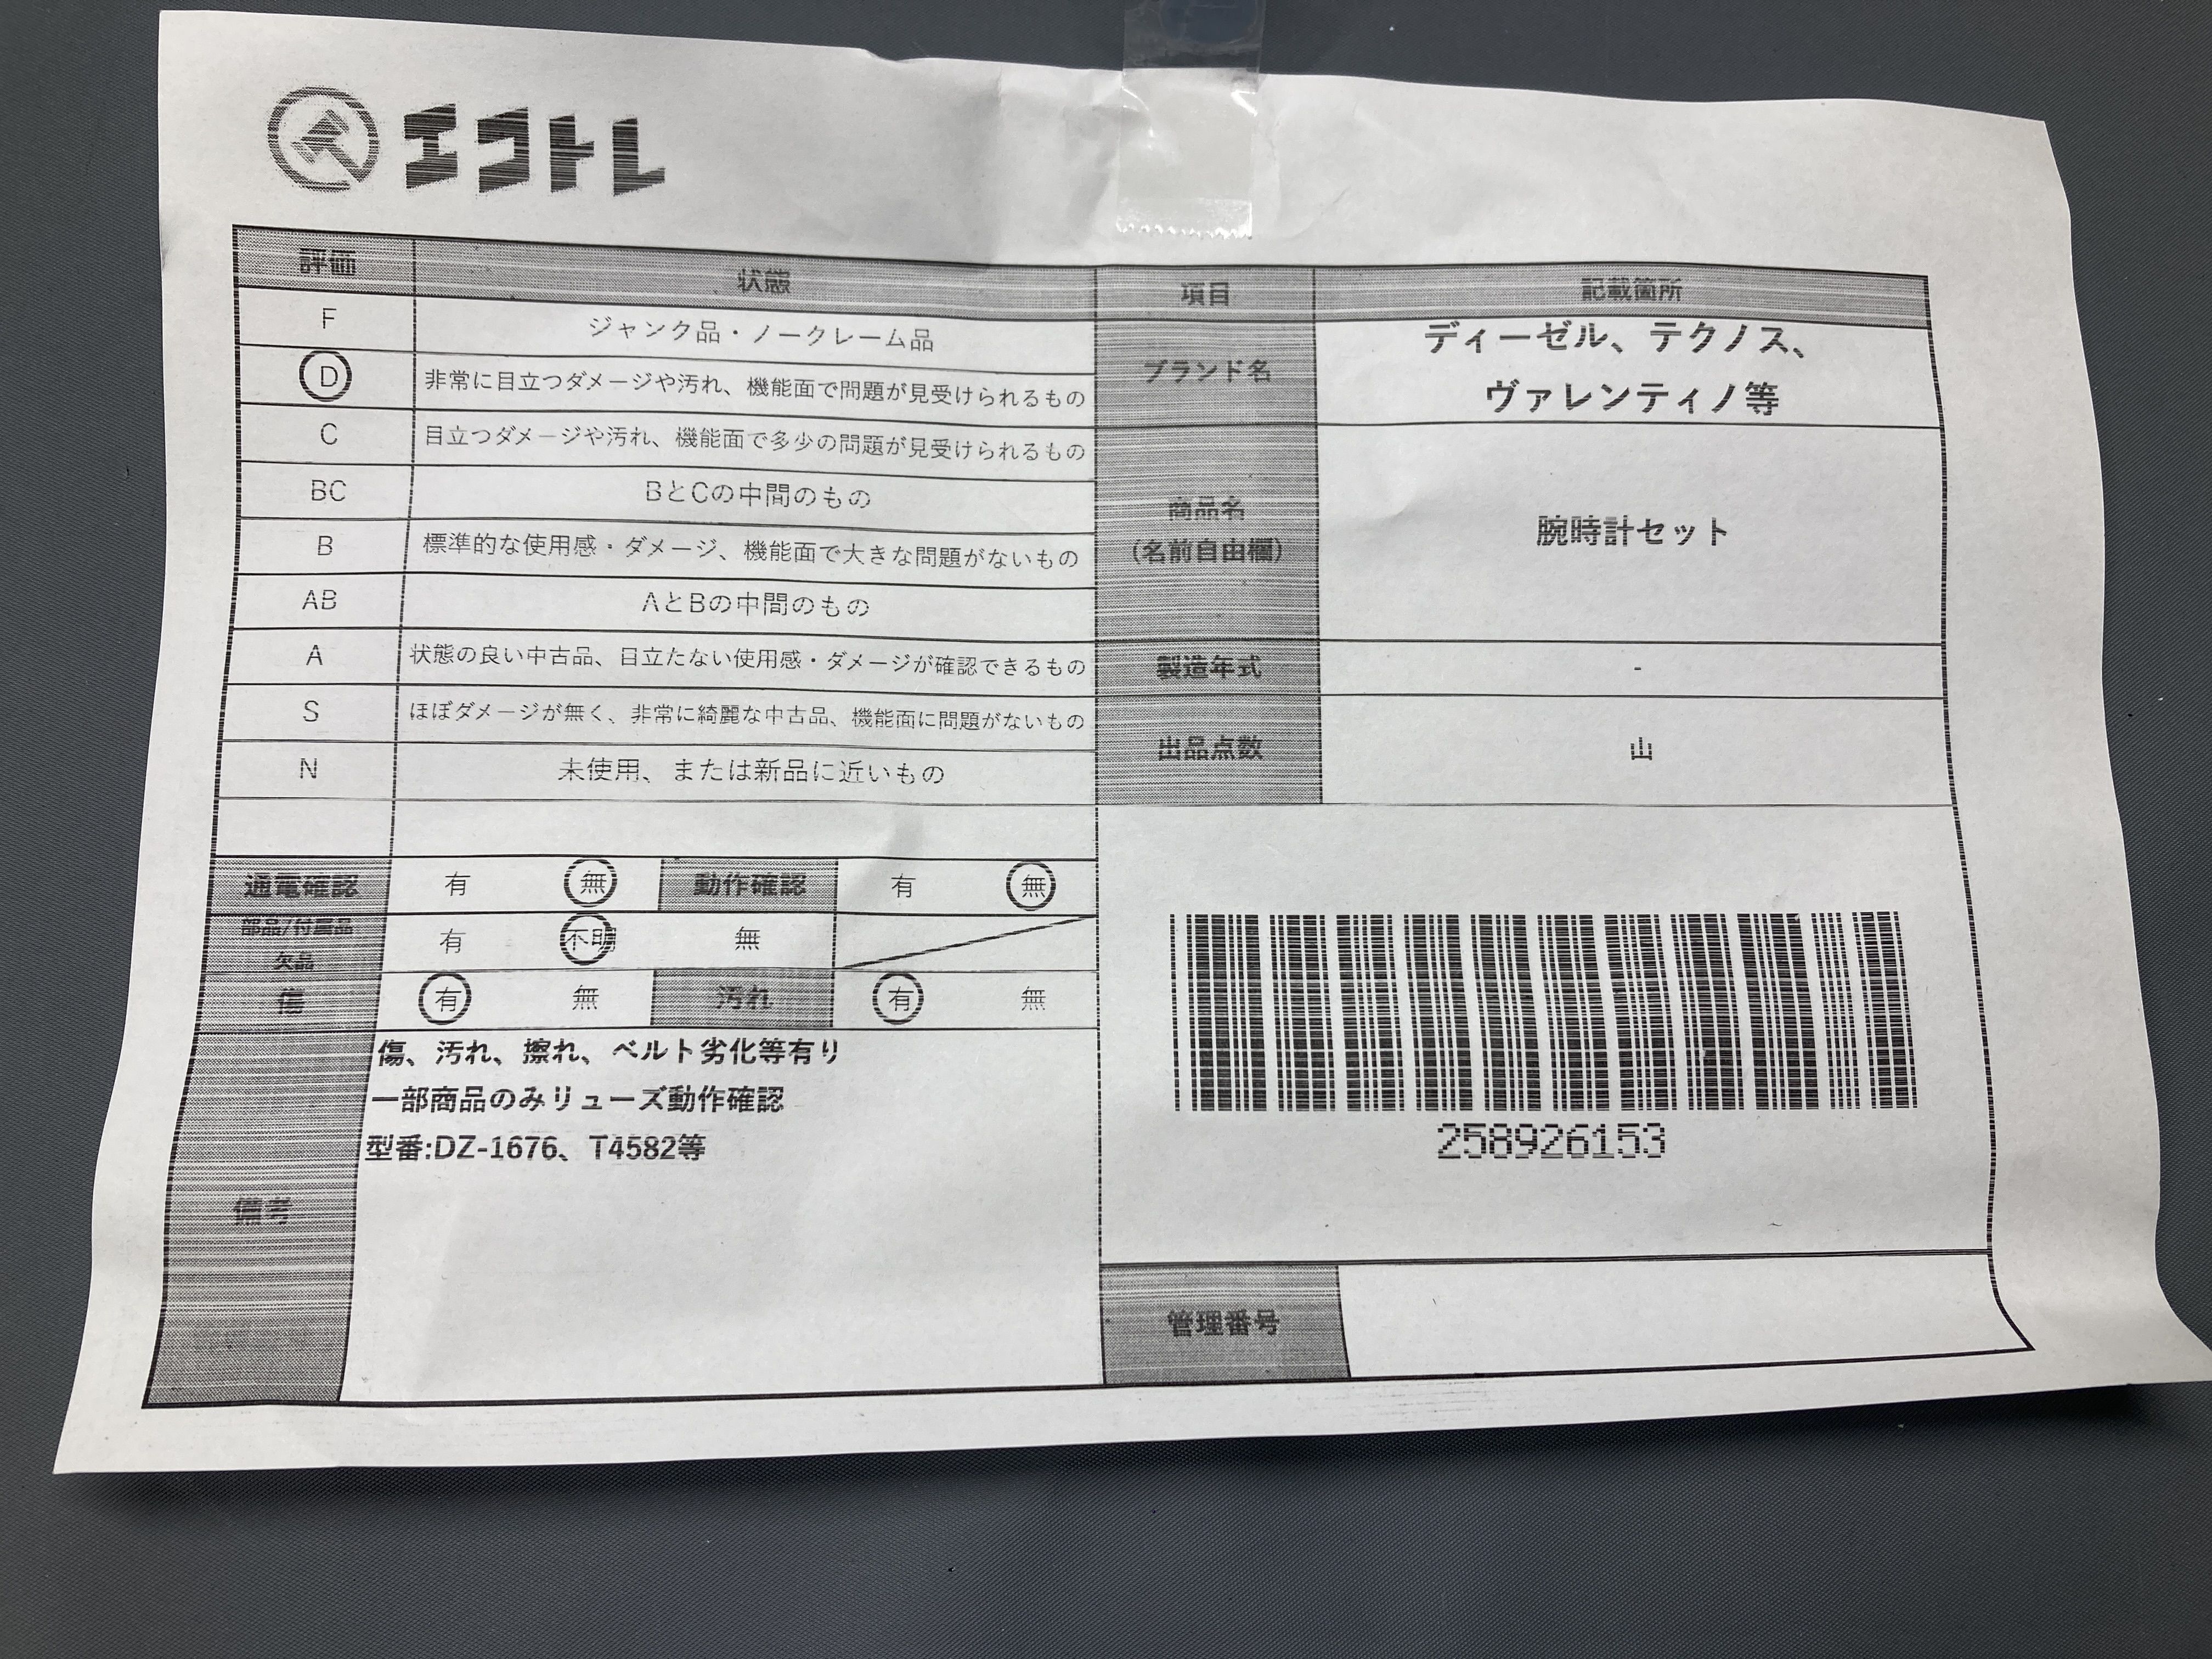 エコトレ
評価 状態
F ジャンク品・ノークレーム品
D 非常に目立つダメージや汚れ、機能面で問題が見受けられるもの
C 目立つダメージや汚れ、機能面で多少の問題が見受けられるもの
BC BとCの中間のもの
B 標準的な使用感・ダメージ、機能面で大きな問題がないもの
AB AとBの中間のもの
A 状態の良い中古品、目立たない使用感・ダメージが確認できるもの
S ほぼダメージが無く、非常に綺麗な中古品、機能面に問題がないもの
N 未使用、または新品に近いもの
通電確認 有 無 動作確認 有 無
部品/付属品
欠品
有 不明 無
傷 有 無 汚れ 有 無
備考
傷、汚れ、擦れ、ベルト劣化等有り
一部商品のみリューズ動作確認
型番:DZ-1676、T4582等
項目 記載箇所
ブランド名
ディーゼル、テクノス、
ヴァレンティノ等
商品名
(名前自由欄)
腕時計セット
製造年式 -
出品点数 山
258926153
管理番号